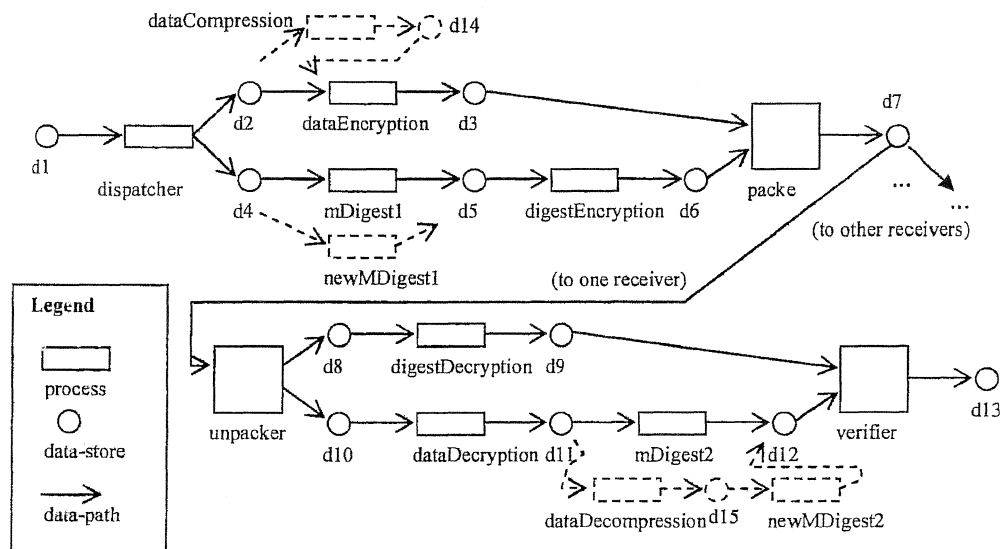 dataCompression
d14
d2
dataEncryption
d3
d7
d1
dispatcher
packe
...
...
d4
mDigest1
d5
digestEncryption
d6
(to other receivers)
newMDigest1
(to one receiver)
Legend
process
data-store
data-path
d8
digestDecryption
d9
unpacker
d10
dataDecryption
d11
mDigest2
d12
verifier
d13
dataDecompression
d15
newMDigest2